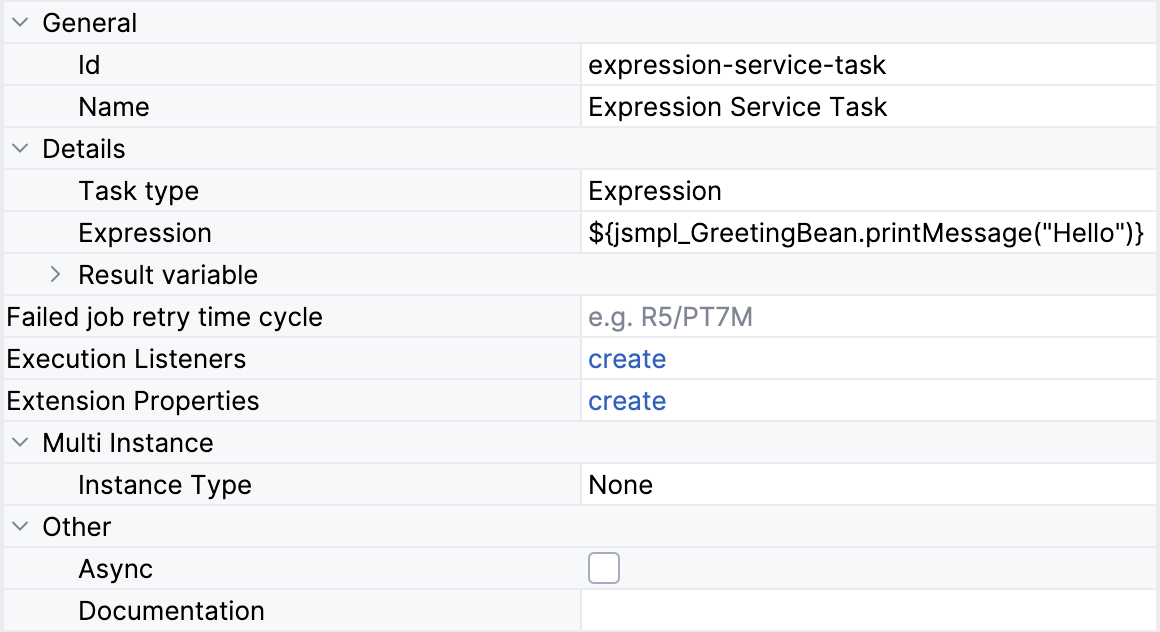 General
Id expression-service-task
Name Expression Service Task
Details
Task type Expression
Expression ${jsmpl_GreetingBean.printMessage("Hello")}
Result variable
Failed job retry time cycle e.g. R5/PT7M
Execution Listeners create
Extension Properties create
Multi Instance
Instance Type None
Other
Async
Documentation